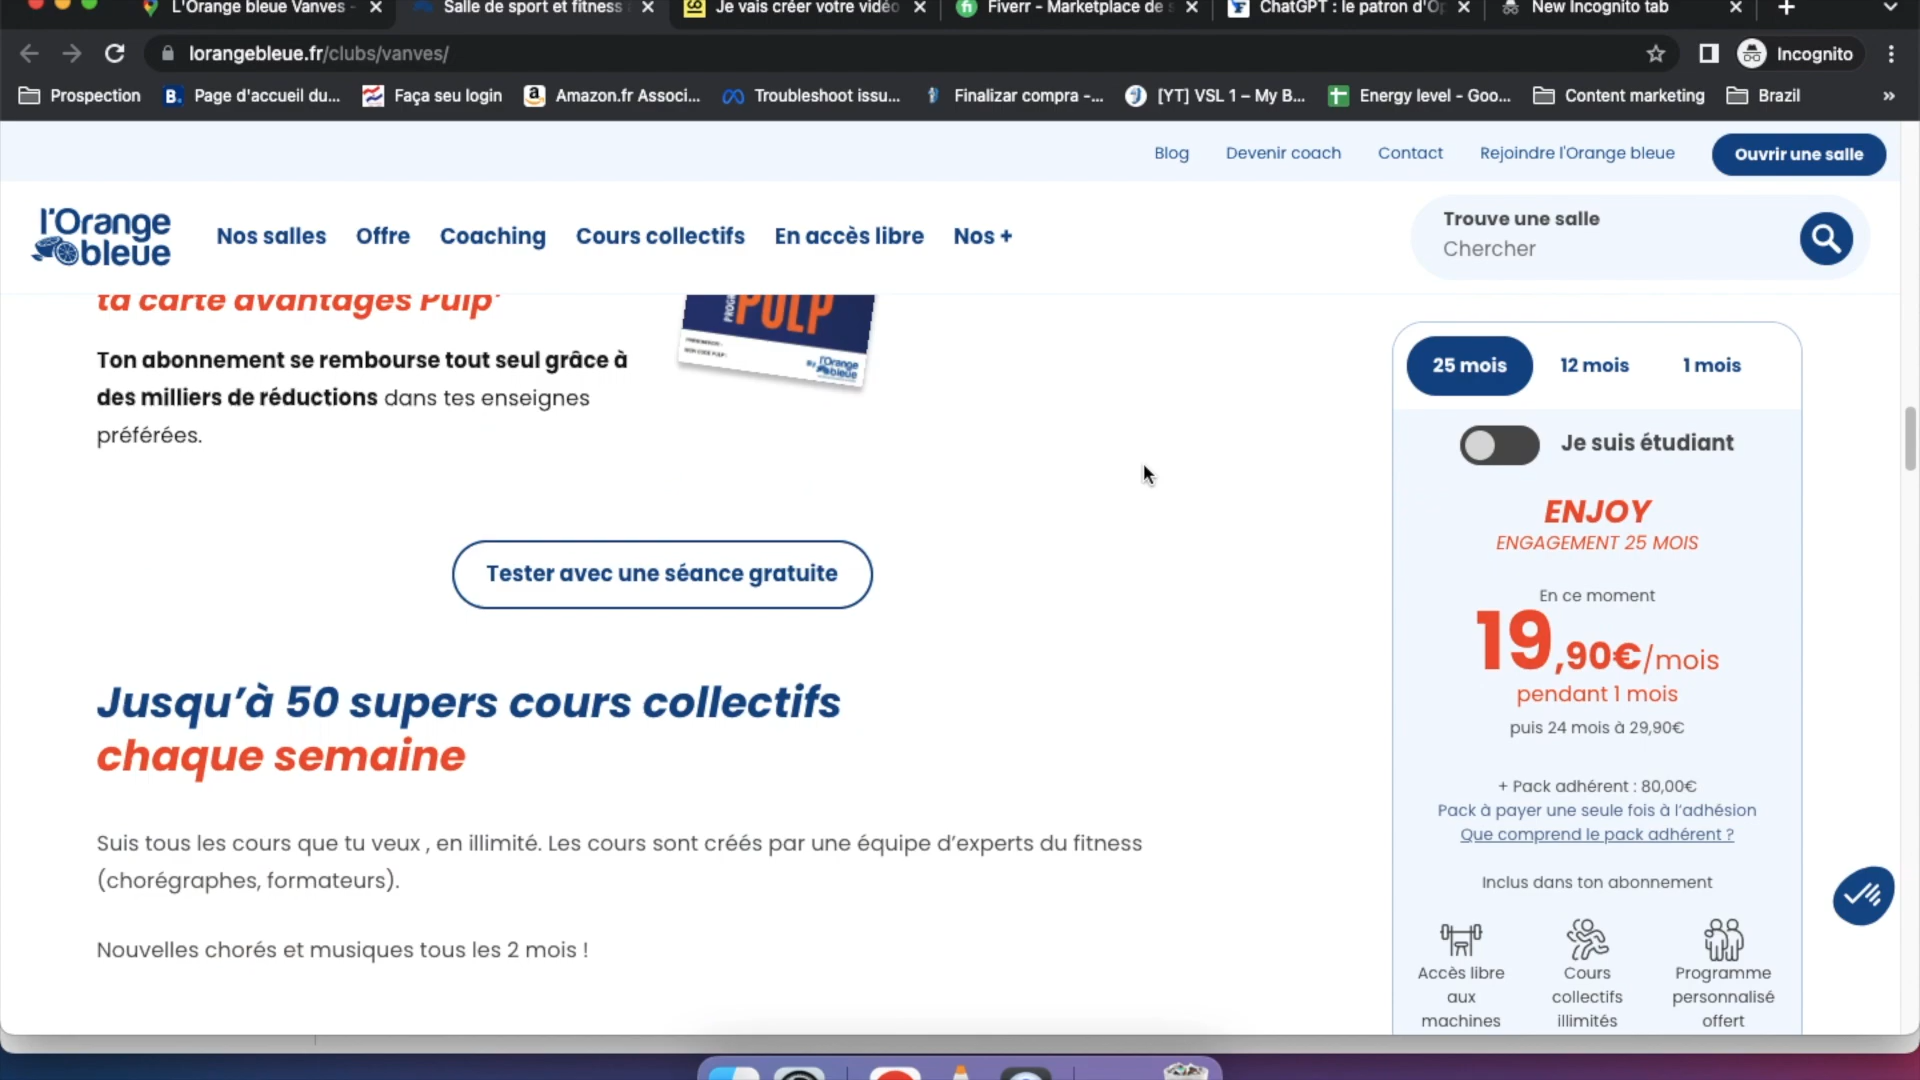 L'Orange bleue Vanves -
Salle de sport et fitness
Je vais créer votre vidéo
Fiverr - Marketplace de s
ChatGPT : le patron d'Op
New Incognito tab
lorangebleue.fr/clubs/vanves/
Incognito
Prospection
Page d'accueil du...
Faça seu login
Amazon.fr Associ...
Troubleshoot issu...
Finalizar compra -...
[YT] VSL 1 – My B...
Energy level - Goo...
Content marketing
Brazil
Blog
Devenir coach
Contact
Rejoindre l'Orange bleue
Ouvrir une salle
l'Orange
bleue
Nos salles
Offre
Coaching
Cours collectifs
En accès libre
Nos +
Trouve une salle
Chercher
ta carte avantages Pulp'
PULP
by l'Orange
bleue
Ton abonnement se rembourse tout seul grâce à
des milliers de réductions dans tes enseignes
préférées.
Tester avec une séance gratuite
Jusqu'à 50 supers cours collectifs
chaque semaine
Suis tous les cours que tu veux , en illimité. Les cours sont créés par une équipe d'experts du fitness
(chorégraphes, formateurs).
Nouvelles chorés et musiques tous les 2 mois !
25 mois
12 mois
1 mois
Je suis étudiant
ENJOY
ENGAGEMENT 25 MOIS
En ce moment
19,90€/mois
pendant 1 mois
puis 24 mois à 29,90€
+ Pack adhérent : 80,00€
Pack à payer une seule fois à l'adhésion
Que comprend le pack adhérent ?
Inclus dans ton abonnement
Accès libre
aux
machines
Cours
collectifs
illimités
Programme
personnalisé
offert